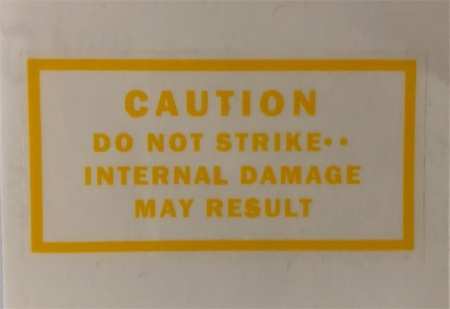 CAUTION
DO NOT STRIKE··
INTERNAL DAMAGE
MAY RESULT